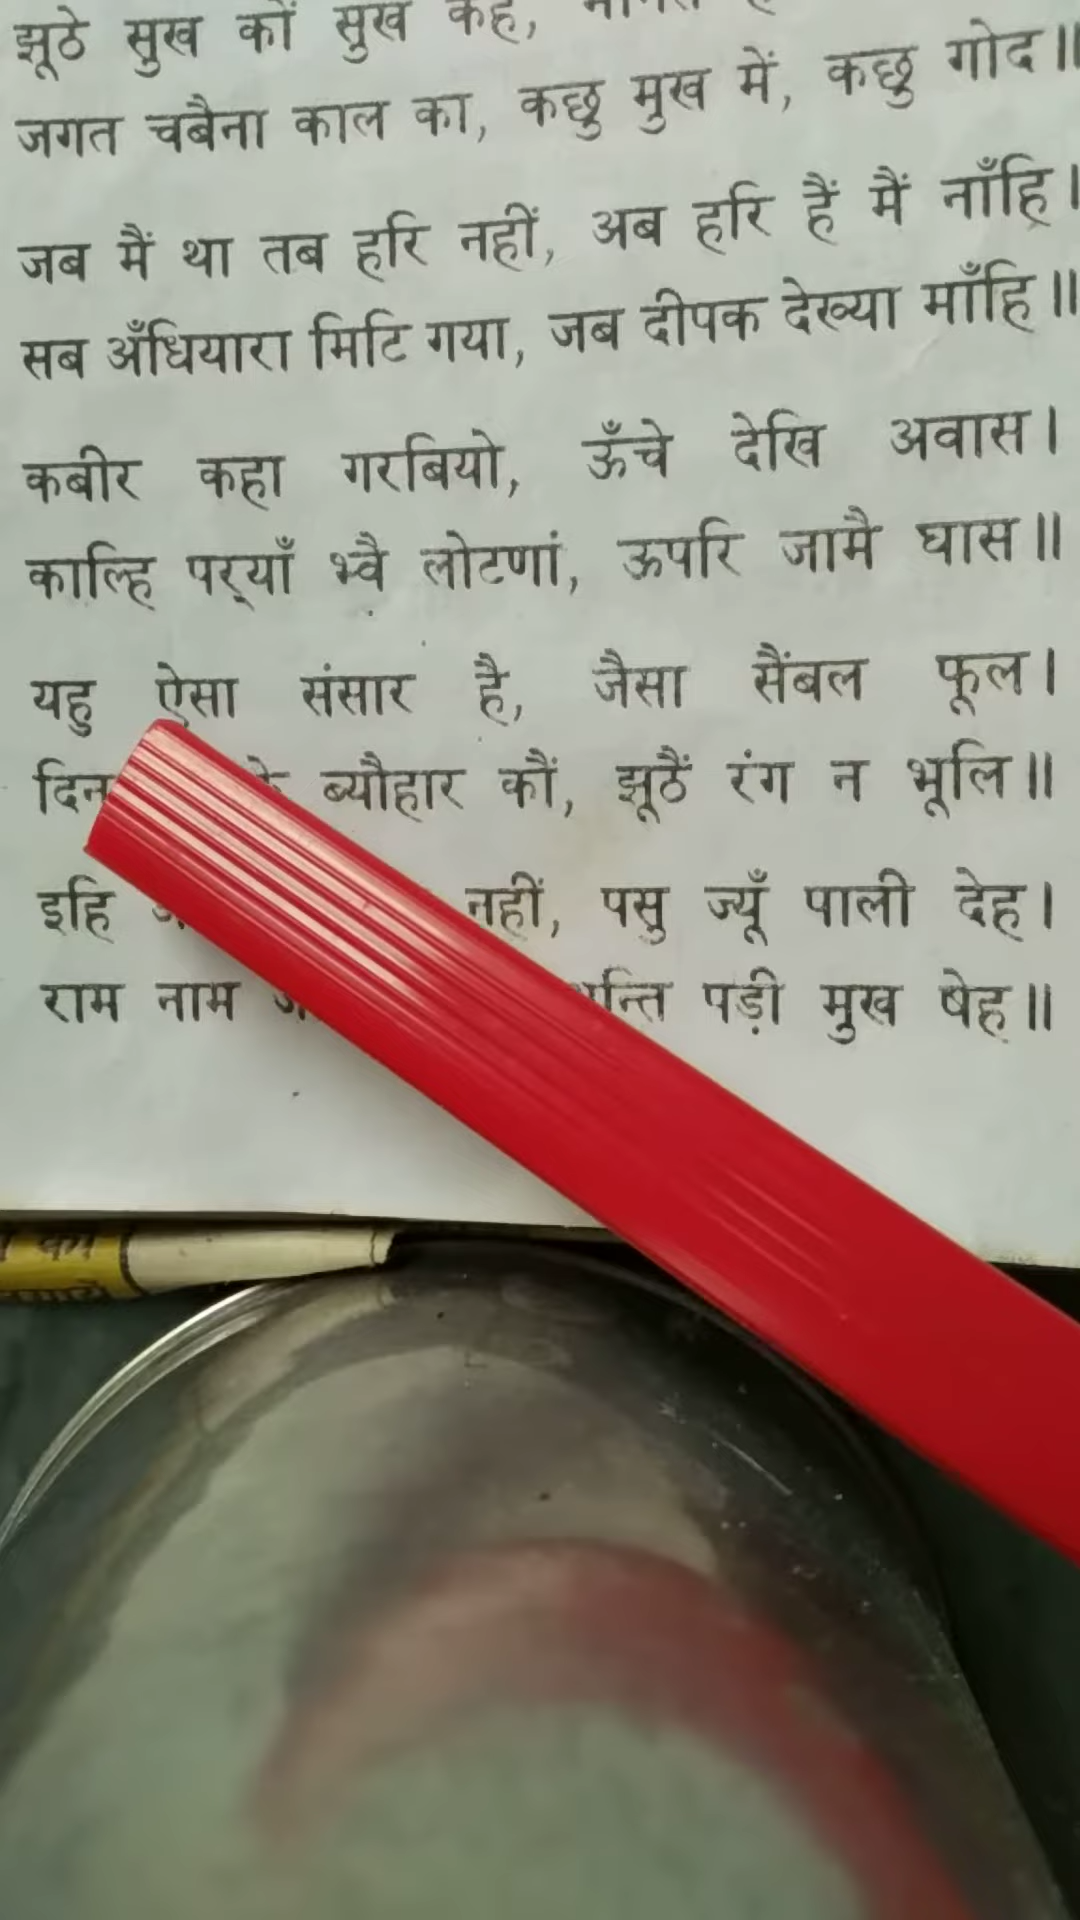 झूठे सुख कों सुख कहे,
जगत चबैना काल का, कछु मुख में, कछु गोद॥
जब मैं था तब हरि नहीं, अब हरि हैं मैं नाँहि।
सब अँधियारा मिटि गया, जब दीपक देख्या माँहि॥
कबीर कहा गरबियो, ऊँचे देखि अवास।
काल्हि पर्‌याँ भ्वै लोटणां, ऊपरि जामै घास॥
यहु ऐसा संसार है, जैसा सैंबल फूल।
दिन ब्यौहार कौं, झूठैं रंग न भूलि॥
इहि नहीं, पसु ज्यूँ पाली देह।
राम नाम पड़ी मुख षेह॥
का